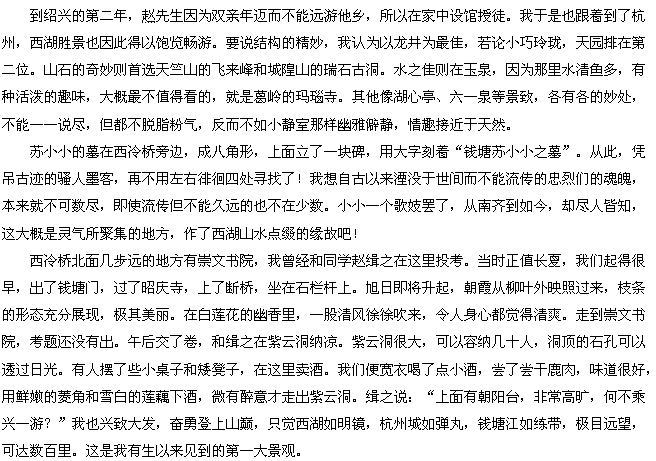 到绍兴的第二年，赵先生因为双亲年迈而不能远游他乡，所以在家中设馆授徒。我于是也跟着到了杭
州，西湖胜景也因此得以饱览畅游。要说结构的精妙，我认为以龙井为最佳，若论小巧玲珑，天园排在第
二位。山石的奇妙则首选天竺山的飞来峰和城隍山的瑞石古洞。水之佳则在玉泉，因为那里水清鱼多，有
种活泼的趣味，大概最不值得看的，就是葛岭的玛瑙寺。其他像湖心亭、六一泉等景致，各有各的妙处，
不能一一说尽，但都不脱脂粉气，反而不如小静室那样幽雅僻静，情趣接近于天然。
苏小小的墓在西泠桥旁边，成八角形，上面立了一块碑，用大字刻着“钱塘苏小小之墓”。从此，凭
吊古迹的骚人墨客，再不用左右徘徊四处寻找了！我想自古以来湮没于世间而不能流传的忠烈们的魂魄，
本来就不可数尽，即使流传但不能久远的也不在少数。小小一个歌妓罢了，从南齐到如今，却尽人皆知，
这大概是灵气所聚集的地方，作了西湖山水点缀的缘故吧！
西泠桥北面几步远的地方有崇文书院，我曾经和同学赵缉之在这里投考。当时正值长夏，我们起得很
早，出了钱塘门，过了昭庆寺，上了断桥，坐在石栏杆上。旭日即将升起，朝霞从柳叶外映照过来，枝条
的形态充分展现，极其美丽。在白莲花的幽香里，一股清风徐徐吹来，令人身心都觉得清爽。走到崇文书
院，考题还没有出。午后交了卷，和缉之在紫云洞纳凉。紫云洞很大，可以容纳几十人，洞顶的石孔可以
透过日光。有人摆了些小桌子和矮凳子，在这里卖酒。我们便宽衣喝了点小酒，尝了尝干鹿肉，味道很好，
用鲜嫩的菱角和雪白的莲藕下酒，微有醉意才走出紫云洞。缉之说：“上面有朝阳台，非常高旷，何不乘
兴一游？”我也兴致大发，奋勇登上山巅，只觉西湖如明镜，杭州城如弹丸，钱塘江如练带，极目远望，
可达数百里。这是我有生以来见到的第一大景观。